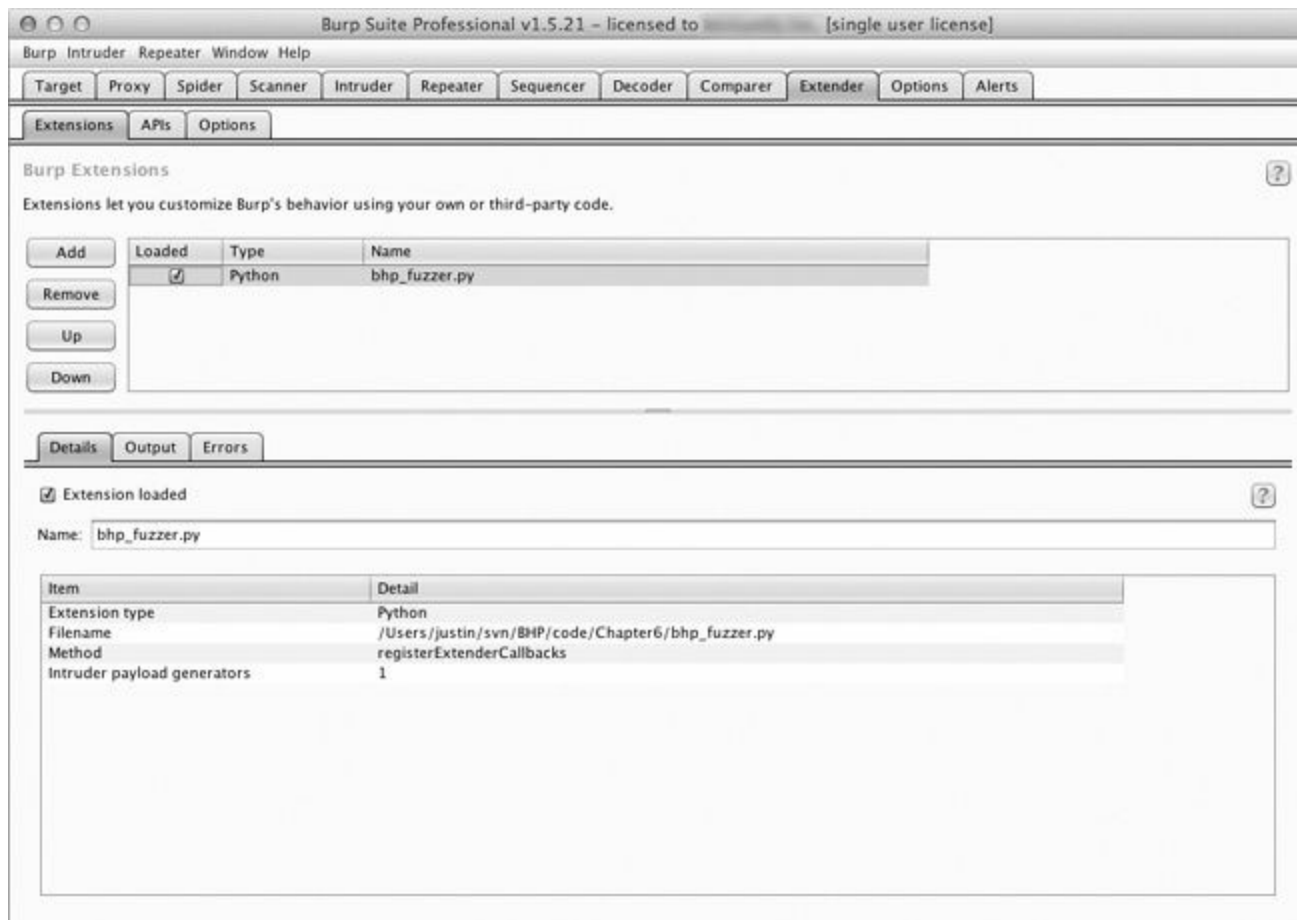 Burp Suite Professional v1.5.21 – licensed to [single user license]
Burp Intruder Repeater Window Help
Target Proxy Spider Scanner Intruder Repeater Sequencer Decoder Comparer Extender Options Alerts
Extensions APIs Options
Burp Extensions
?
Extensions let you customize Burp's behavior using your own or third-party code.
Add
Loaded Type Name
Python bhp_fuzzer.py
Remove
Up
Down
Details Output Errors
Extension loaded
?
Name: bhp_fuzzer.py
Item Detail
Extension type Python
Filename /Users/justin/svn/BHP/code/Chapter6/bhp_fuzzer.py
Method registerExtenderCallbacks
Intruder payload generators 1